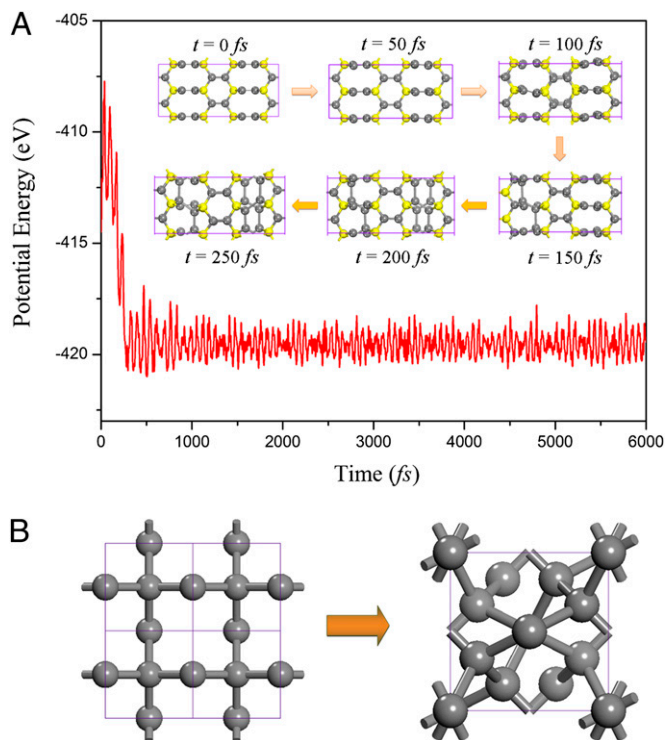 A
Potential Energy (eV)
-405
-410
-415
-420
t = 0 fs
t = 50 fs
t = 100 fs
t = 250 fs
t = 200 fs
t = 150 fs
0
1000
2000
3000
4000
5000
6000
Time (fs)
B